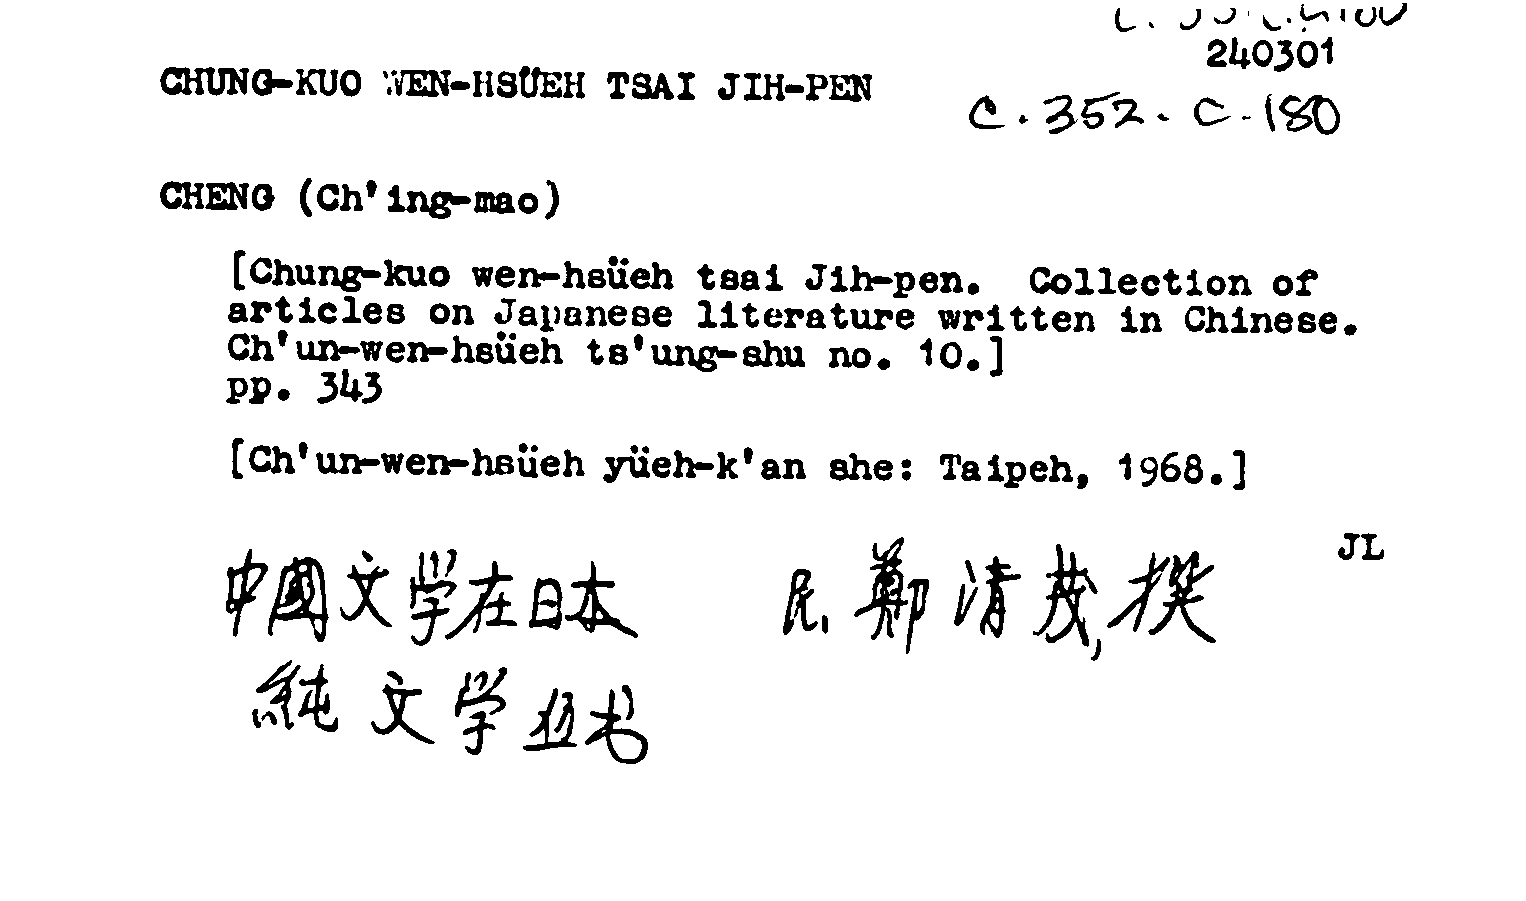 240301
CHUNG-KUO WEN-HSÜEH TSAI JIH-PEN
C.352.C.180
CHENG (Ch'ing-mao)
[Chung-kuo wen-hsüeh tsai Jih-pen. Collection of
articles on Japanese literature written in Chinese.
Ch'un-wen-hsüeh ts'ung-shu no. 10.]
pp. 343
[Ch'un-wen-hsüeh yüeh-k'an she: Taipeh, 1968.]
JL
中國文学在日本 民 鄭清茂, 撰
純文学丛书